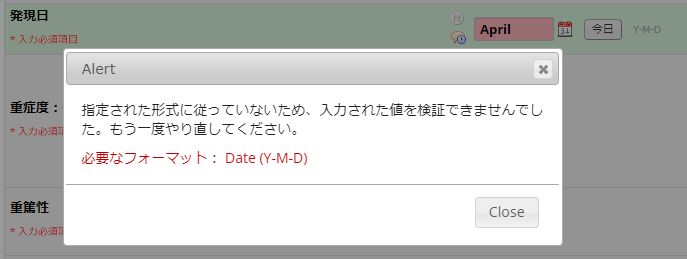 発現日
* 入力必須項目
H
April
31
今日
Y-M-D
Alert
指定された形式に従っていないため、入力された値を検証できませんでし
た。もう一度やり直してください。
必要なフォーマット： Date (Y-M-D)
Close
重症度：
* 入力必須項
重篤性
* 入力必須項